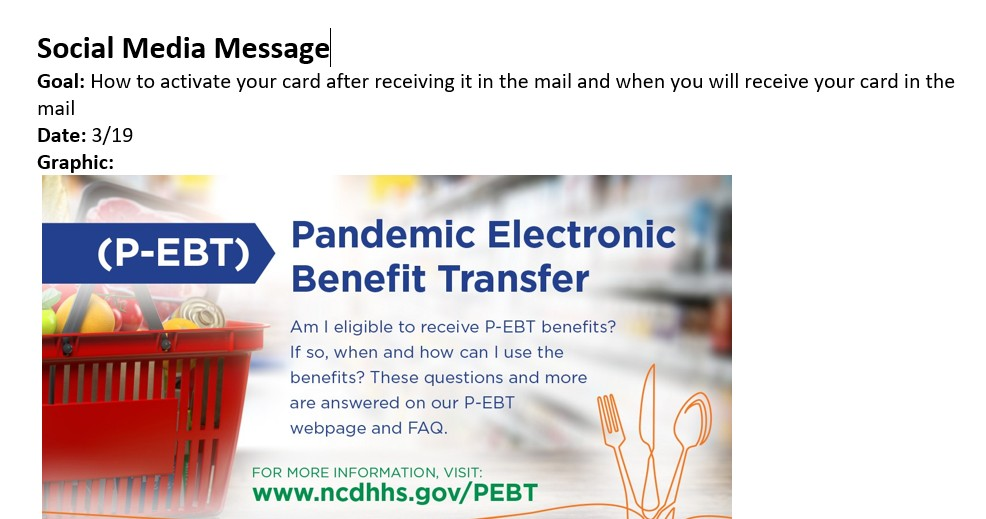 Social Media Message
Goal: How to activate your card after receiving it in the mail and when you will receive your card in the
mail
Date: 3/19
Graphic:
(P-EBT)
Pandemic Electronic
Benefit Transfer
Am I eligible to receive P-EBT benefits?
If so, when and how can I use the
benefits? These questions and more
are answered on our P-EBT
webpage and FAQ.
FOR MORE INFORMATION, VISIT:
www.ncdhhs.gov/PEBT